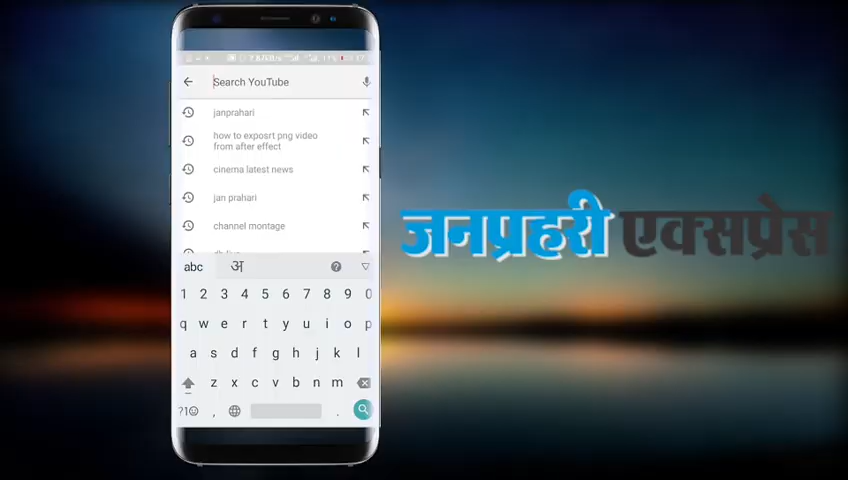 Search YouTube
janprahari
how to exposrt png video
from after effect
cinema latest news
jan prahari
channel montage
abc अ
1 2 3 4 5 6 7 8 9 0
q w e r t y u i o p
a s d f g h j k l
z x c v b n m
?1☺ , .
जनप्रहरी एक्सप्रेस